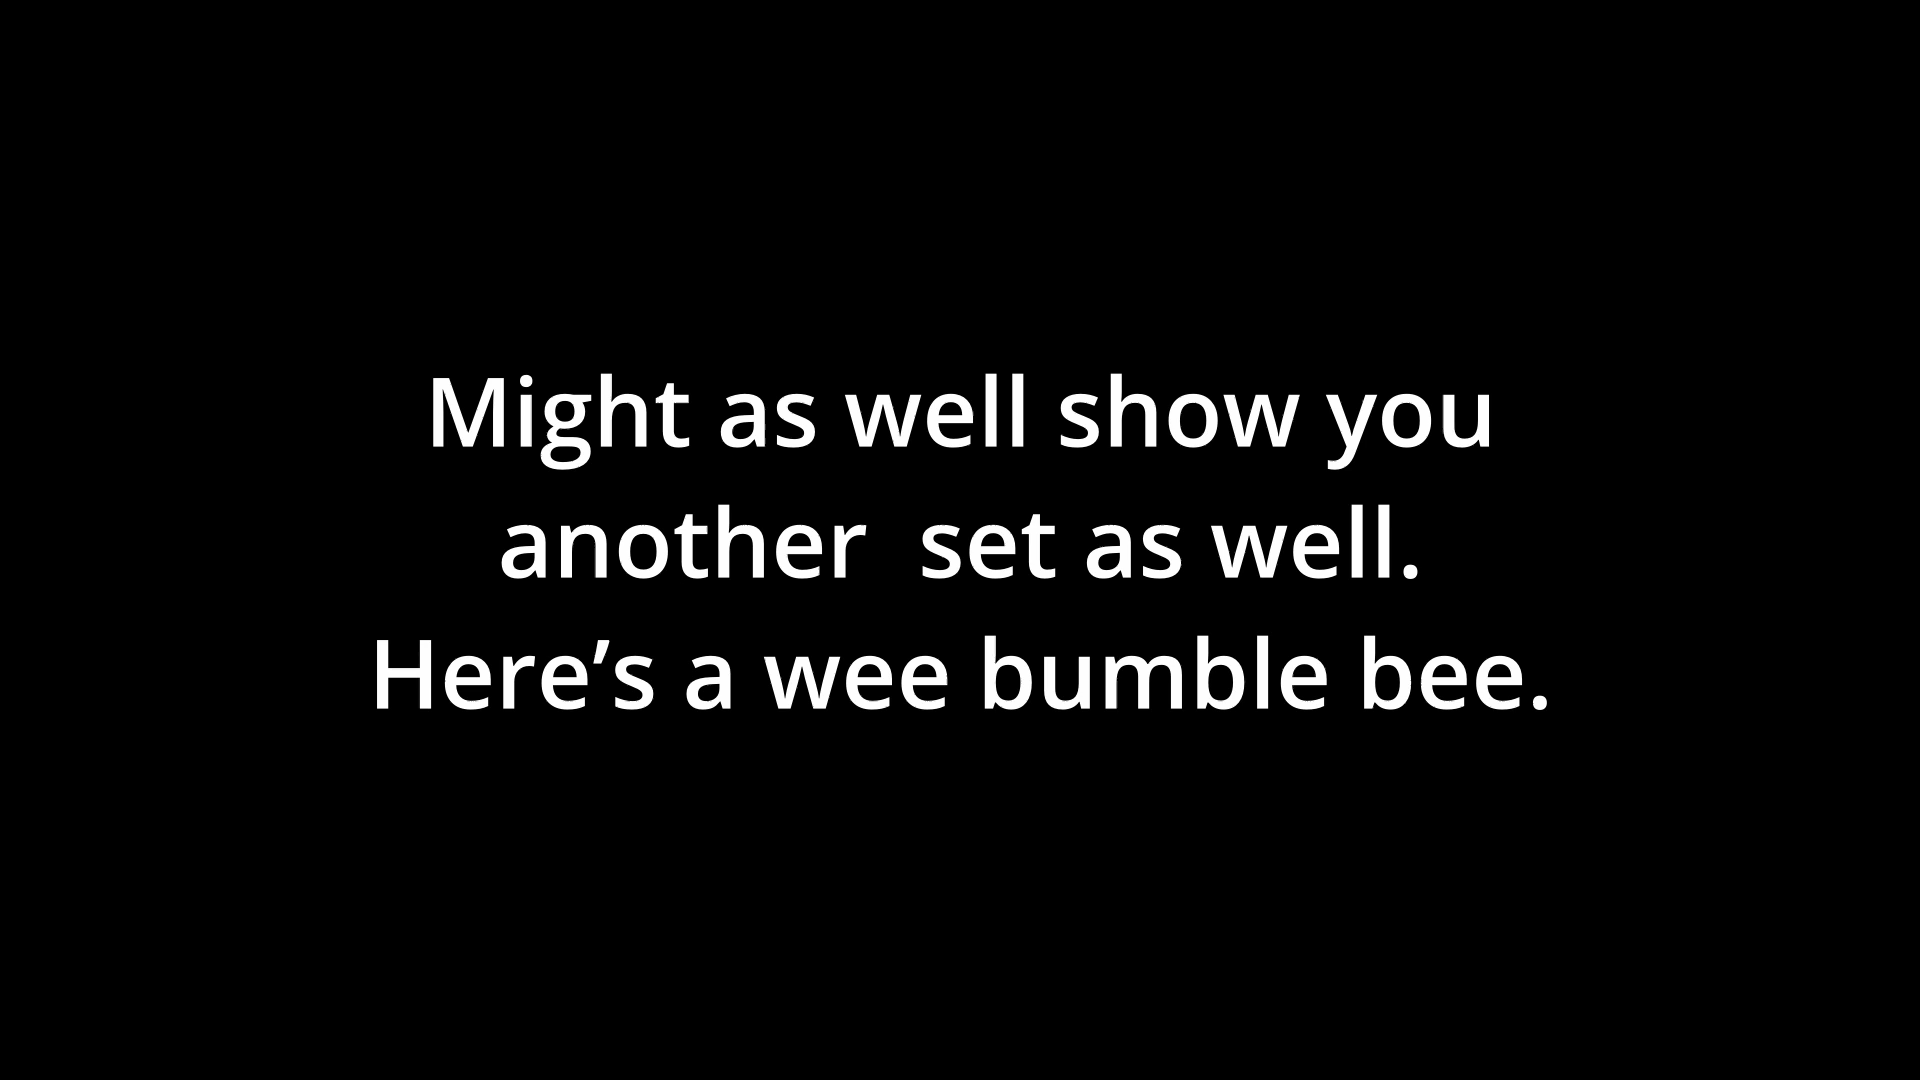 Might as well show you
another  set as well.
Here’s a wee bumble bee.